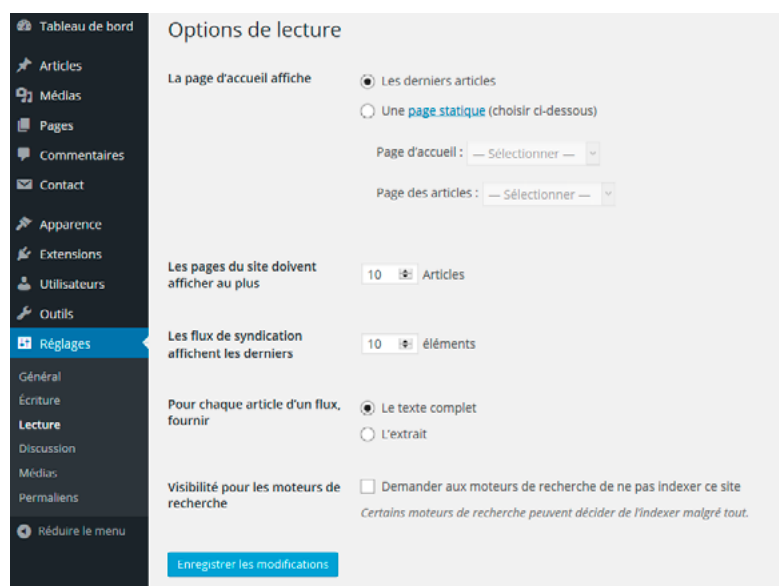 Tableau de bord
Articles
Médias
Pages
Commentaires
Contact
Apparence
Extensions
Utilisateurs
Outils
Réglages
Général
Écriture
Lecture
Discussion
Médias
Permaliens
Réduire le menu
Options de lecture
La page d'accueil affiche
Les derniers articles
Une page statique (choisir ci-dessous)
Page d'accueil : — Sélectionner —
Page des articles : — Sélectionner —
Les pages du site doivent
afficher au plus
10 Articles
Les flux de syndication
affichent les derniers
10 éléments
Pour chaque article d'un flux,
fournir
Le texte complet
L'extrait
Visibilité pour les moteurs de
recherche
Demander aux moteurs de recherche de ne pas indexer ce site
Certains moteurs de recherche peuvent décider de l'indexer malgré tout.
Enregistrer les modifications